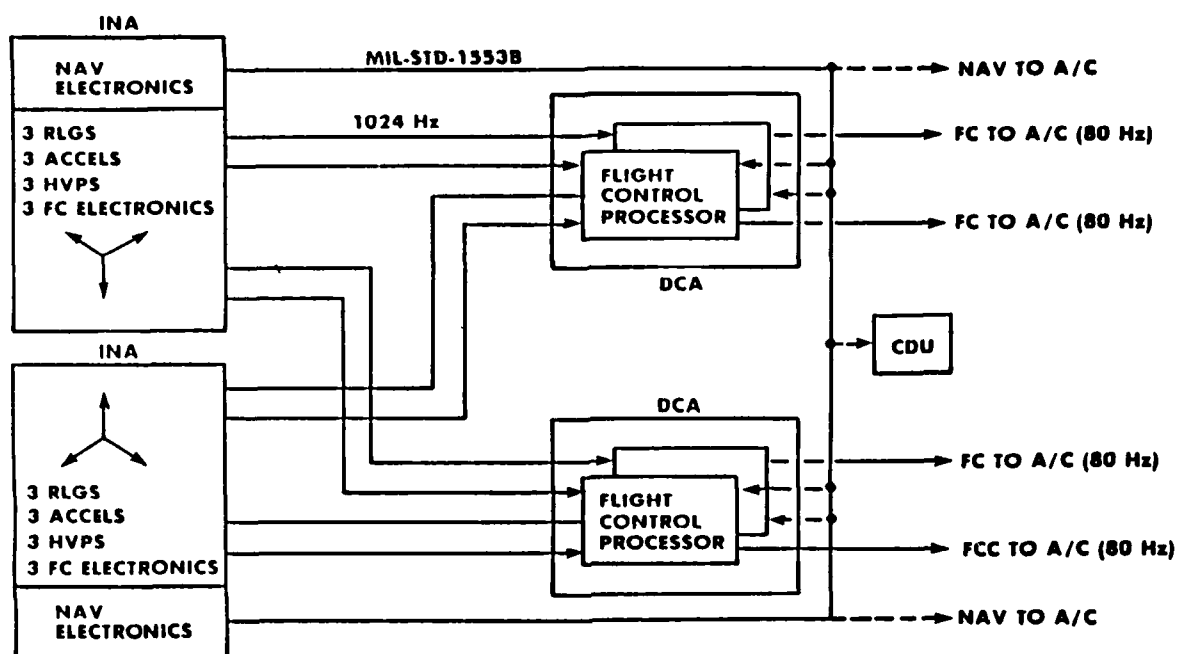 INA
NAV
ELECTRONICS
MIL-STD-1553B
NAV TO A/C
3 RLGS
3 ACCELS
3 HVPS
3 FC ELECTRONICS
1024 Hz
FLIGHT
CONTROL
PROCESSOR
DCA
FC TO A/C (80 Hz)
FC TO A/C (80 Hz)
CDU
INA
3 RLGS
3 ACCELS
3 HVPS
3 FC ELECTRONICS
NAV
ELECTRONICS
DCA
FLIGHT
CONTROL
PROCESSOR
FC TO A/C (80 Hz)
FCC TO A/C (80 Hz)
NAV TO A/C